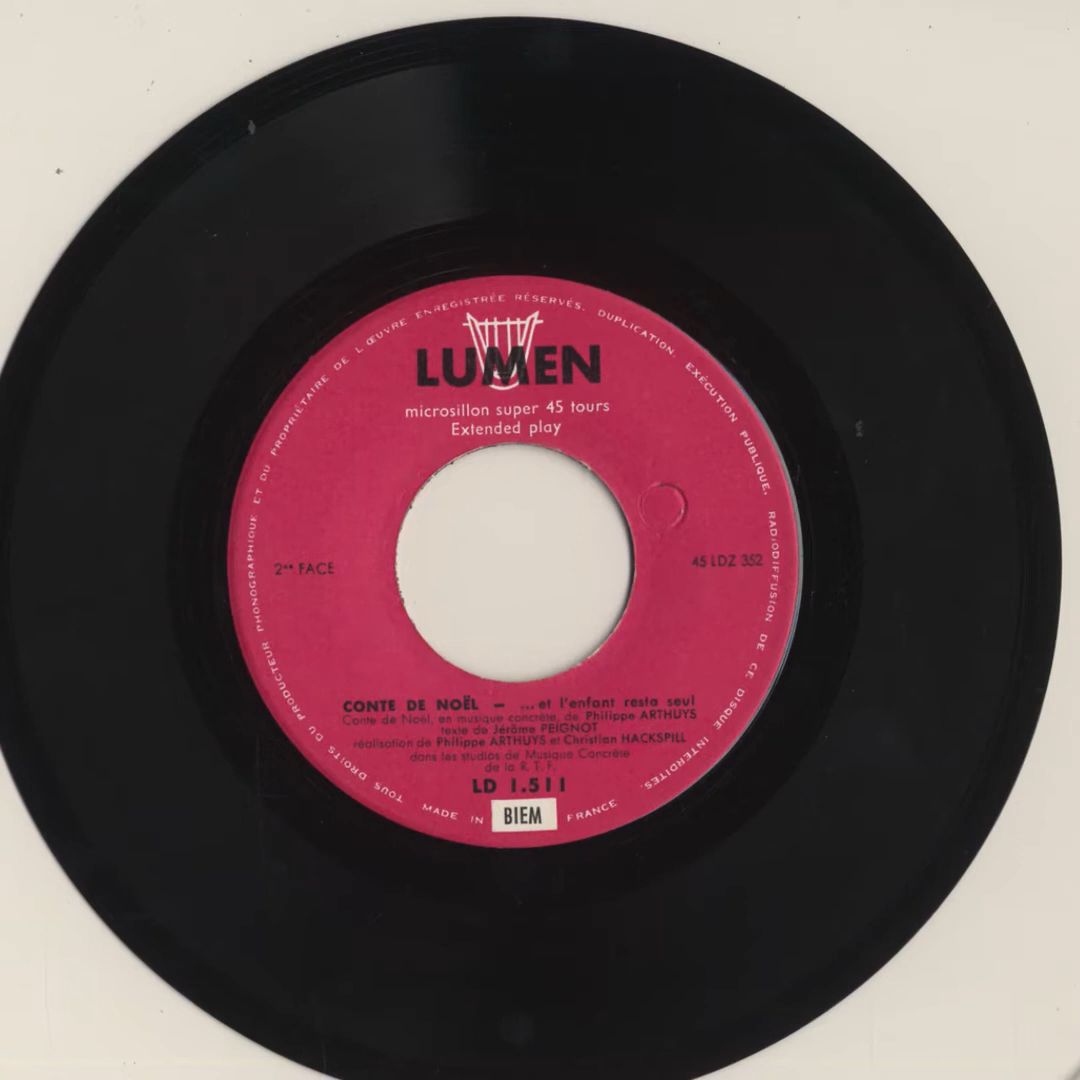 TOUS DROITS DU PRODUCTEUR PHONOGRAPHIQUE ET DU PROPRIÉTAIRE DE L'ŒUVRE ENREGISTRÉE RÉSERVÉS. DUPLICATION, EXÉCUTION PUBLIQUE, RADIODIFFUSION DE CE DISQUE INTERDITES.
LUMEN
microsillon super 45 tours
Extended play
2me FACE
45 LDZ 352
CONTE DE NOËL - ...et l'enfant resta seul
Conte de Noël, en musique concrète, de Philippe ARTHUYS
texte de Jérôme PEIGNOT
réalisation de Philippe ARTHUYS et Christian HACKSPILL
dans les studios de Musique Concrète
de la R. T. F.
LD 1.511
MADE IN BIEM FRANCE